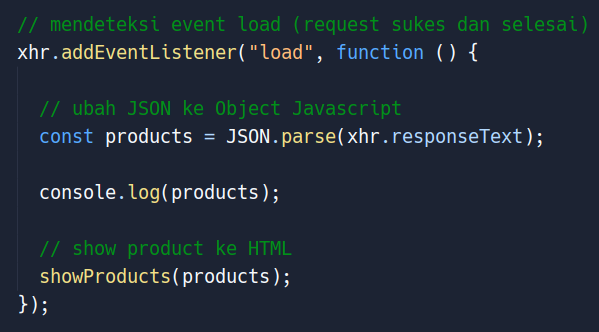 // mendeteksi event load (request sukes dan selesai)
xhr.addEventListener("load", function () {
// ubah JSON ke Object Javascript
const products = JSON.parse(xhr.responseText);
console.log(products);
// show product ke HTML
showProducts(products);
});